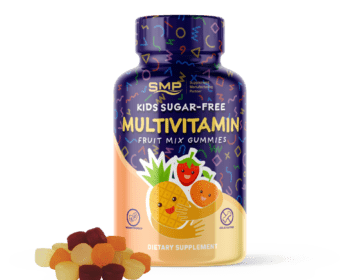 SMP
KIDS SUGAR-FREE
MULTIVITAMIN
FRUIT MIX GUMMIES
DIETARY SUPPLEMENT